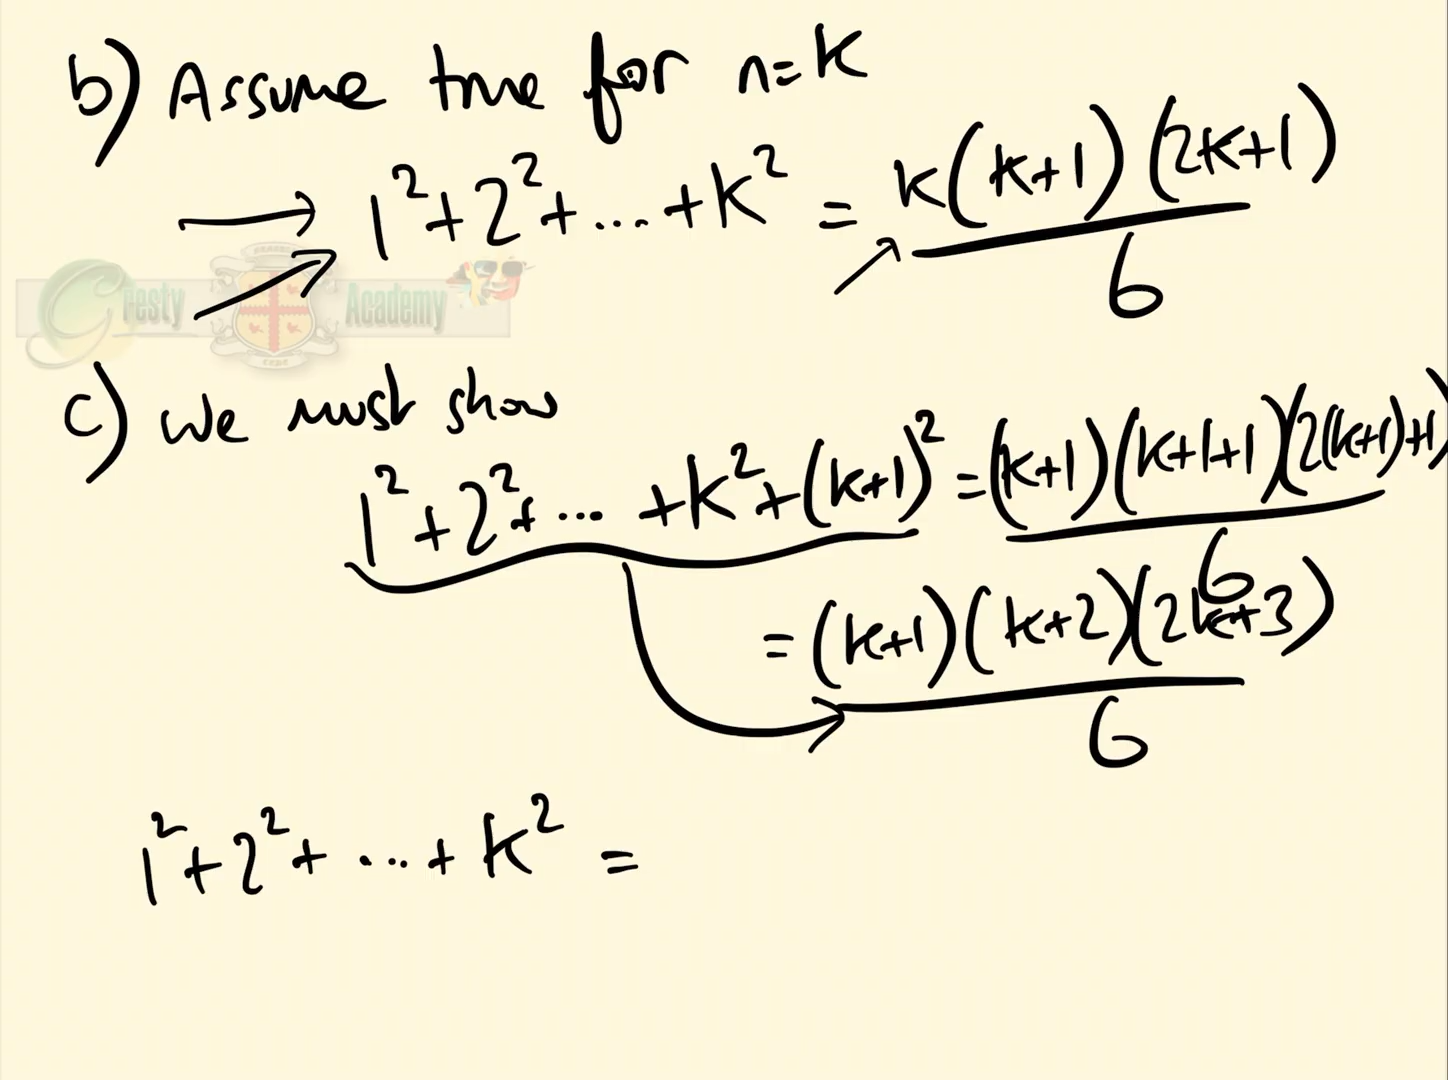 b) Assume true for n=k
1²+2²+...+k² = k(k+1)(2k+1)
6
Cresty Academy
c) we must show
1²+2²+... +k²+(k+1)² = (k+1)(k+1+1)(2(k+1)+1)
6
= (k+1)(k+2)(2k+3)
6
1²+2²+ ...+ k² =